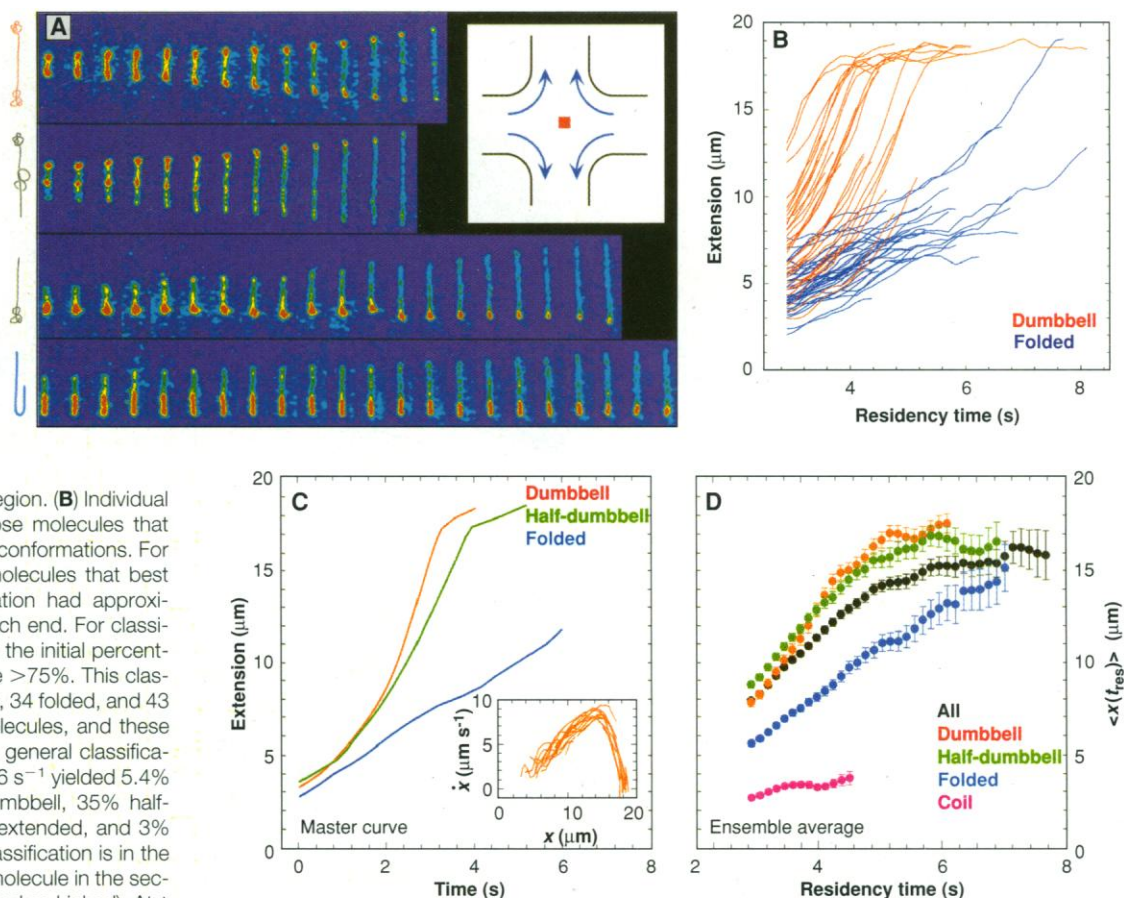 A
20
15
10
5
0
Extension (μm)
B
Dumbbell
Folded
4
6
8
Residency time (s)
egion. (B) Individual
ose molecules that
conformations. For
molecules that best
ation had approxi-
ach end. For classi-
the initial percent-
e >75%. This clas-
, 34 folded, and 43
olecules, and these
general classifica-
6 s⁻¹ yielded 5.4%
umbbell, 35% half-
extended, and 3%
assification is in the
molecule in the sec-
20
15
10
5
0
Extension (μm)
C
Dumbbell
Half-dumbbell
Folded
10
5
0
ẋ (μm s⁻¹)
0
10
20
x (μm)
Master curve
0
2
4
6
8
Time (s)
D
All
Dumbbell
Half-dumbbell
Folded
Coil
Ensemble average
2
4
6
8
Residency time (s)
20
15
10
5
0
<x(tres)> (μm)